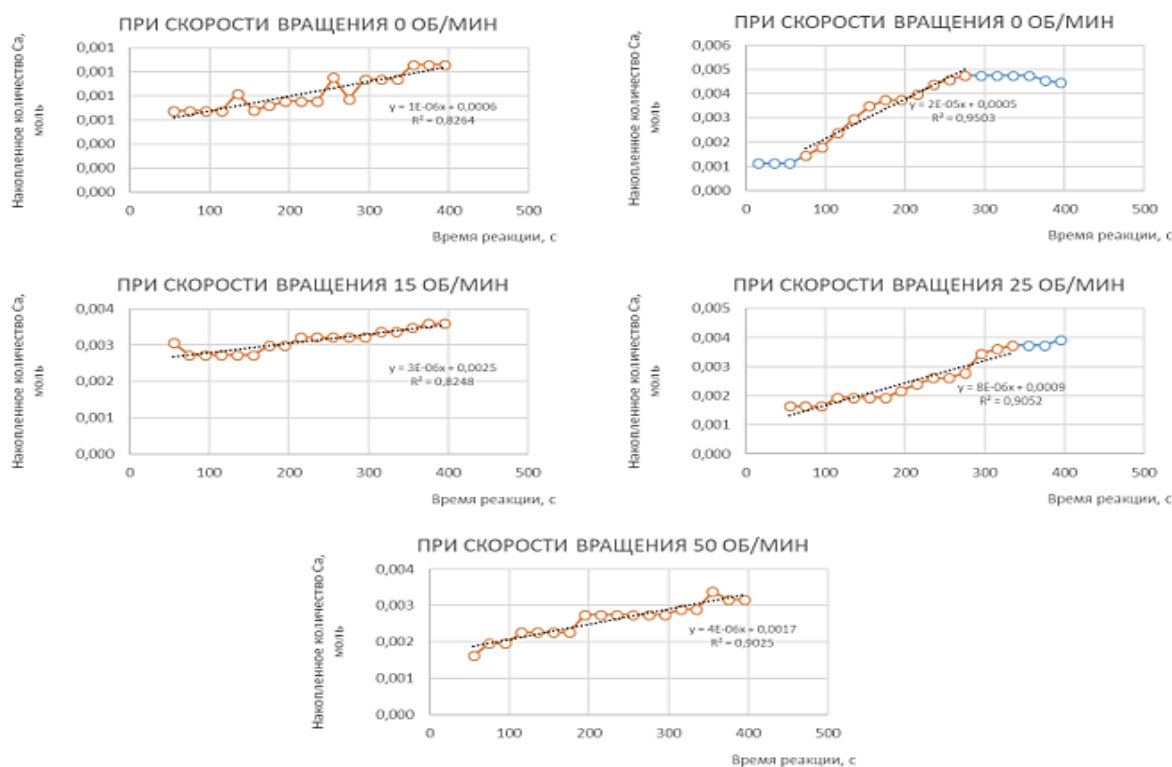 ПРИ СКОРОСТИ ВРАЩЕНИЯ 0 ОБ/МИН
Накопленное количество Ca,
моль
0,001
0,001
0,001
0,001
0,000
0,000
0,000
y = 1E-06x + 0,0006
R² = 0,8264
0
100
200
300
400
500
Время реакции, с
ПРИ СКОРОСТИ ВРАЩЕНИЯ 0 ОБ/МИН
Накопленное количество Ca,
моль
0,006
0,005
0,004
0,003
0,002
0,001
0,000
y = 2E-05x + 0,0005
R² = 0,9503
0
100
200
300
400
500
Время реакции, с
ПРИ СКОРОСТИ ВРАЩЕНИЯ 15 ОБ/МИН
Накопленное количество Ca,
моль
0,004
0,003
0,002
0,001
0,000
y = 3E-06x + 0,0025
R² = 0,8248
0
100
200
300
400
500
Время реакции, с
ПРИ СКОРОСТИ ВРАЩЕНИЯ 25 ОБ/МИН
Накопленное количество Ca,
моль
0,005
0,004
0,003
0,002
0,001
0,000
y = 8E-06x + 0,0009
R² = 0,9052
0
100
200
300
400
500
Время реакции, с
ПРИ СКОРОСТИ ВРАЩЕНИЯ 50 ОБ/МИН
Накопленное количество Ca,
моль
0,004
0,003
0,002
0,001
0,000
y = 4E-06x + 0,0017
R² = 0,9025
0
100
200
300
400
500
Время реакции, с